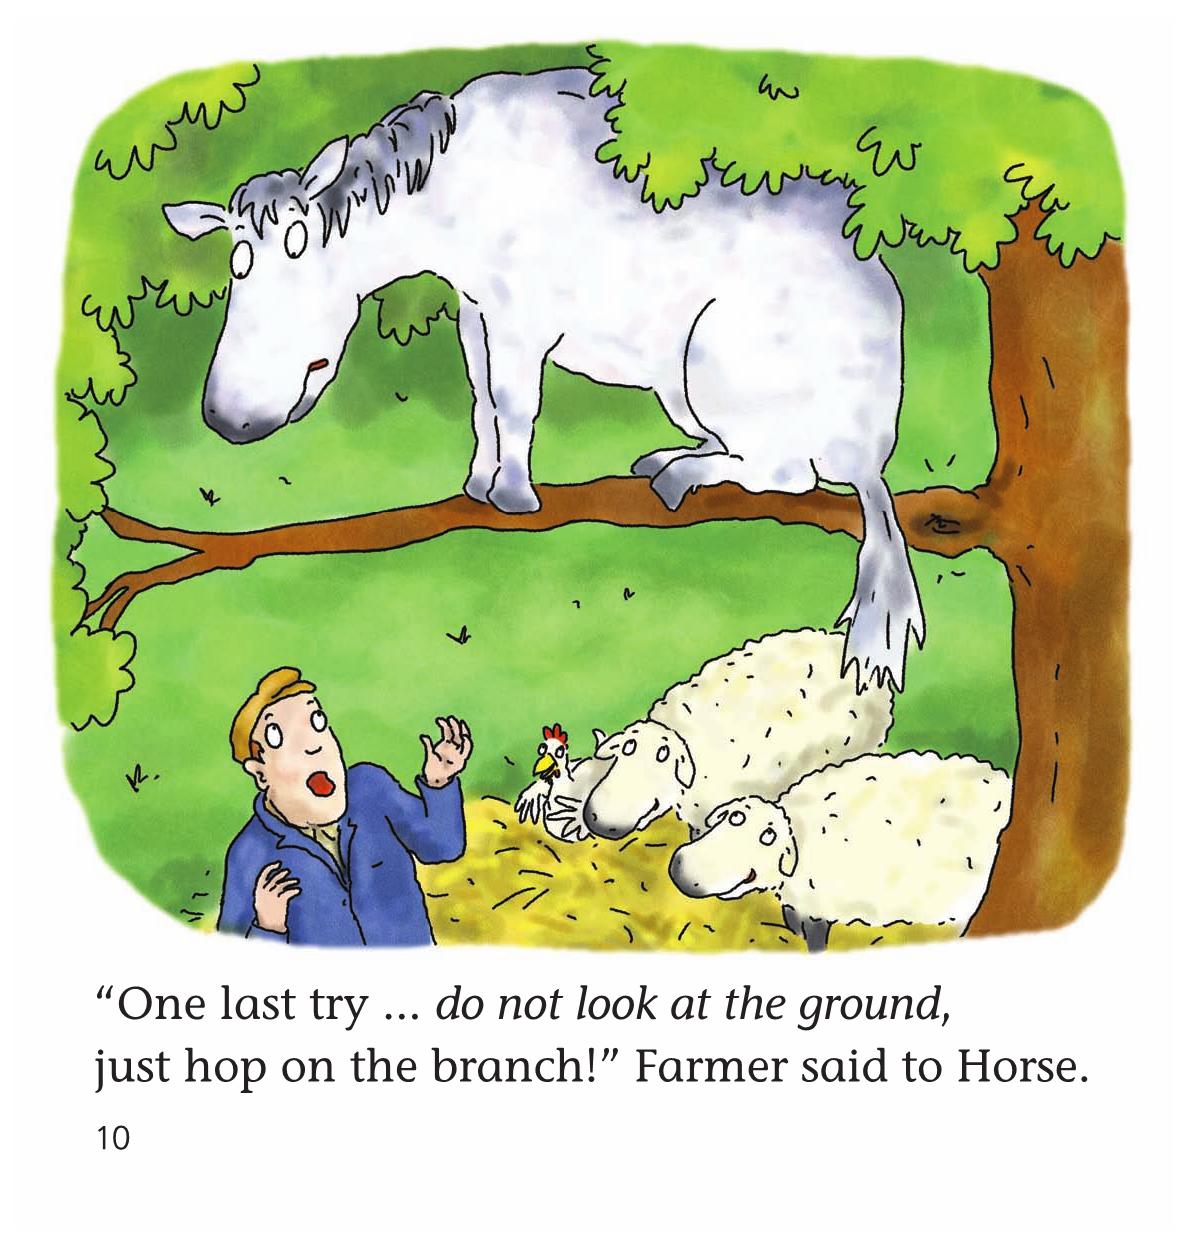 “One last try ... do not look at the ground,
just hop on the branch!” Farmer said to Horse.
10